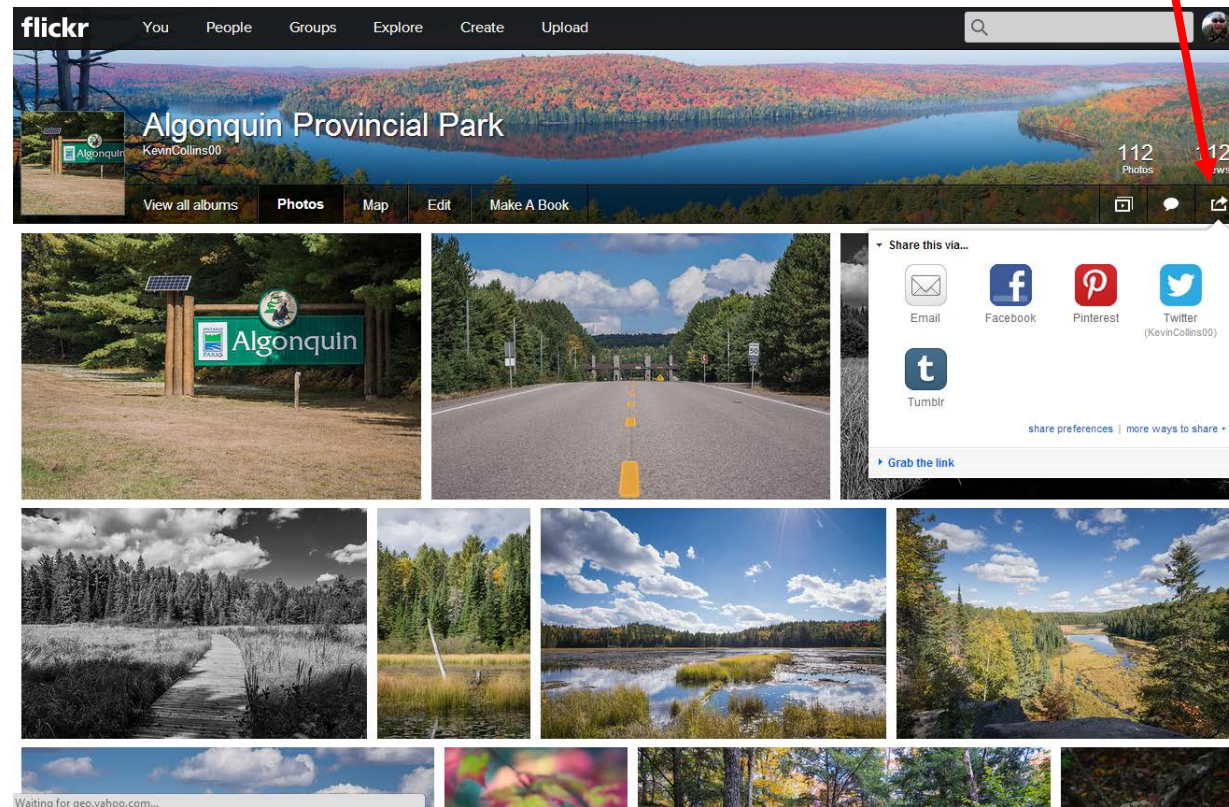 flickr You People Groups Explore Create Upload
Algonquin Provincial Park
KevinCollins00
112 112
Photos
View all albums Photos Map Edit Make A Book
Algonquin
Share this via...
Email Facebook Pinterest Twitter
(KevinCollins00)
Tumblr
share preferences | more ways to share
Grab the link
ONTARIO
PARKS
Algonquin
50
Waiting for geo.yahoo.com...